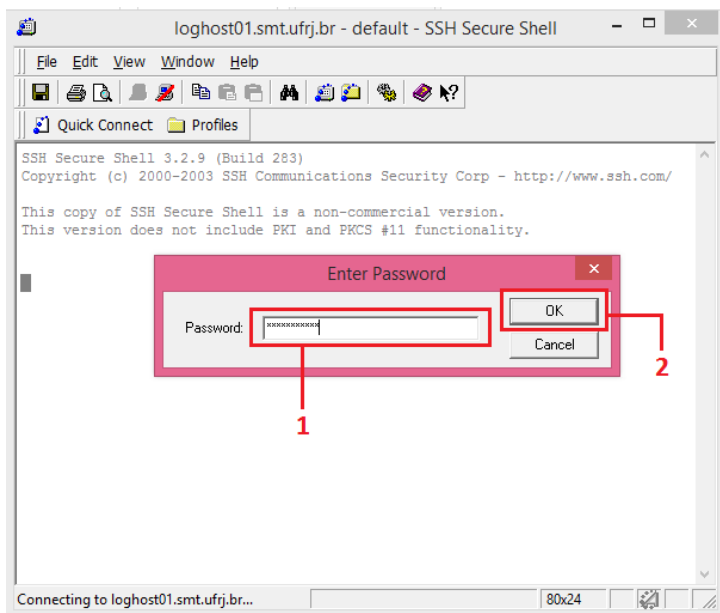 loghost01.smt.ufrj.br - default - SSH Secure Shell
File Edit View Window Help
Quick Connect Profiles
SSH Secure Shell 3.2.9 (Build 283)
Copyright (c) 2000-2003 SSH Communications Security Corp - http://www.ssh.com/
This copy of SSH Secure Shell is a non-commercial version.
This version does not include PKI and PKCS #11 functionality.
Enter Password
OK
Password: ***********
Cancel
2
1
Connecting to loghost01.smt.ufrj.br... 80x24